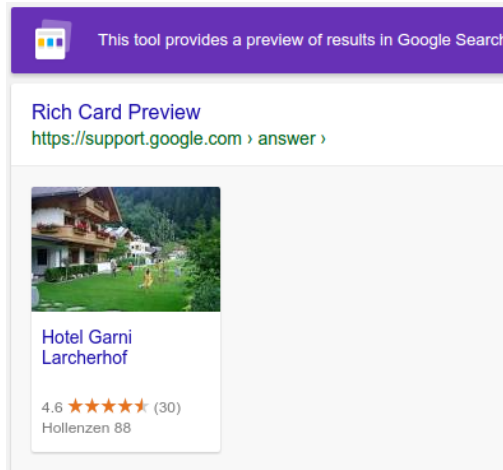 This tool provides a preview of results in Google Search
Rich Card Preview
https://support.google.com › answer ›
Hotel Garni
Larcherhof
4.6 ★★★★★ (30)
Hollenzen 88